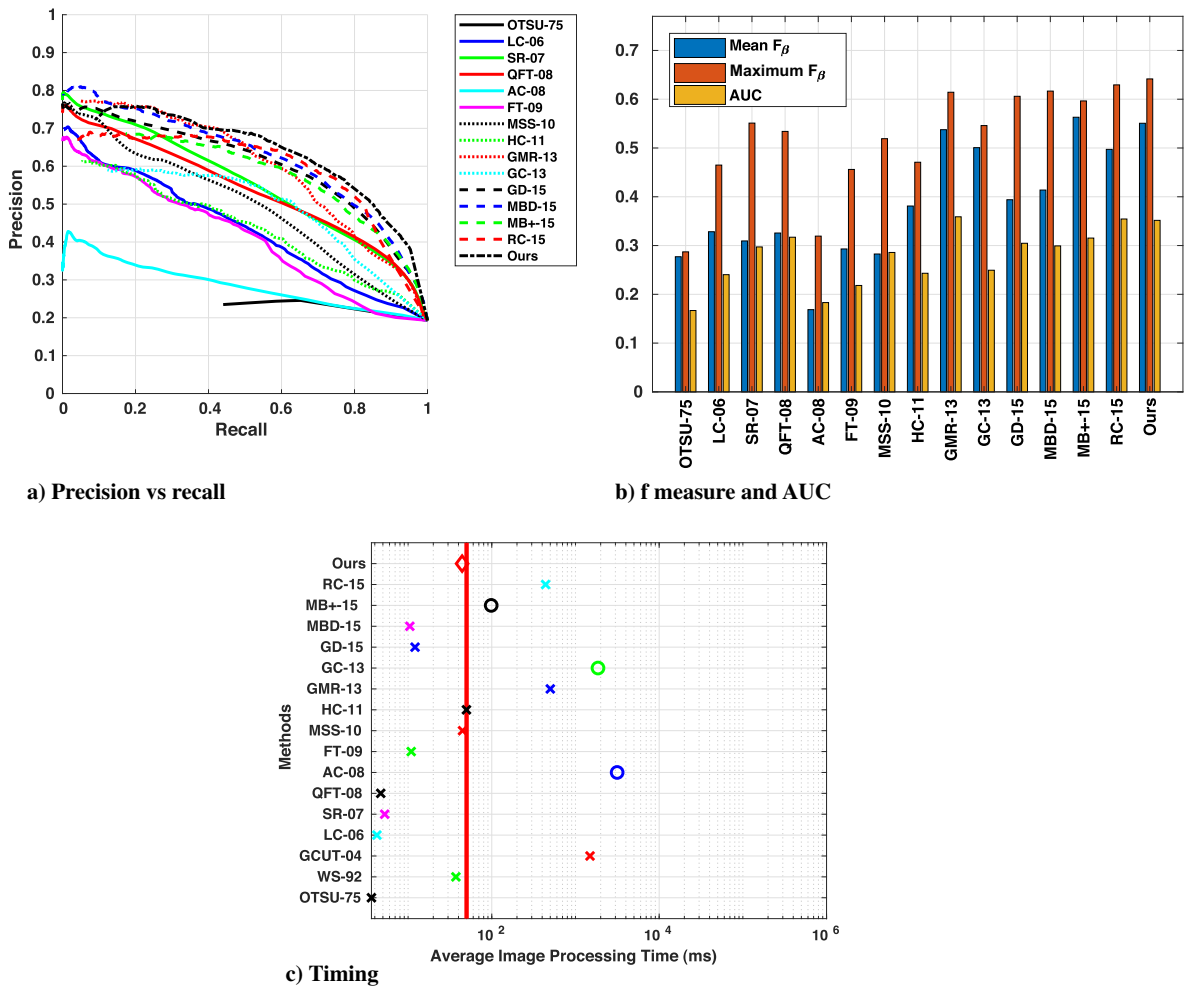 1
0.9
0.8
0.7
0.6
0.5
0.4
0.3
0.2
0.1
0
Precision
0 0.2 0.4 0.6 0.8 1
Recall
OTSU-75
LC-06
SR-07
QFT-08
AC-08
FT-09
MSS-10
HC-11
GMR-13
GC-13
GD-15
MBD-15
MB+-15
RC-15
Ours
a) Precision vs recall
0.7
0.6
0.5
0.4
0.3
0.2
0.1
0
Mean Fβ
Maximum Fβ
AUC
OTSU-75
LC-06
SR-07
QFT-08
AC-08
FT-09
MSS-10
HC-11
GMR-13
GC-13
GD-15
MBD-15
MB+-15
RC-15
Ours
b) f measure and AUC
Methods
Ours
RC-15
MB+-15
MBD-15
GD-15
GC-13
GMR-13
HC-11
MSS-10
FT-09
AC-08
QFT-08
SR-07
LC-06
GCUT-04
WS-92
OTSU-75
10^2 10^4 10^6
Average Image Processing Time (ms)
c) Timing